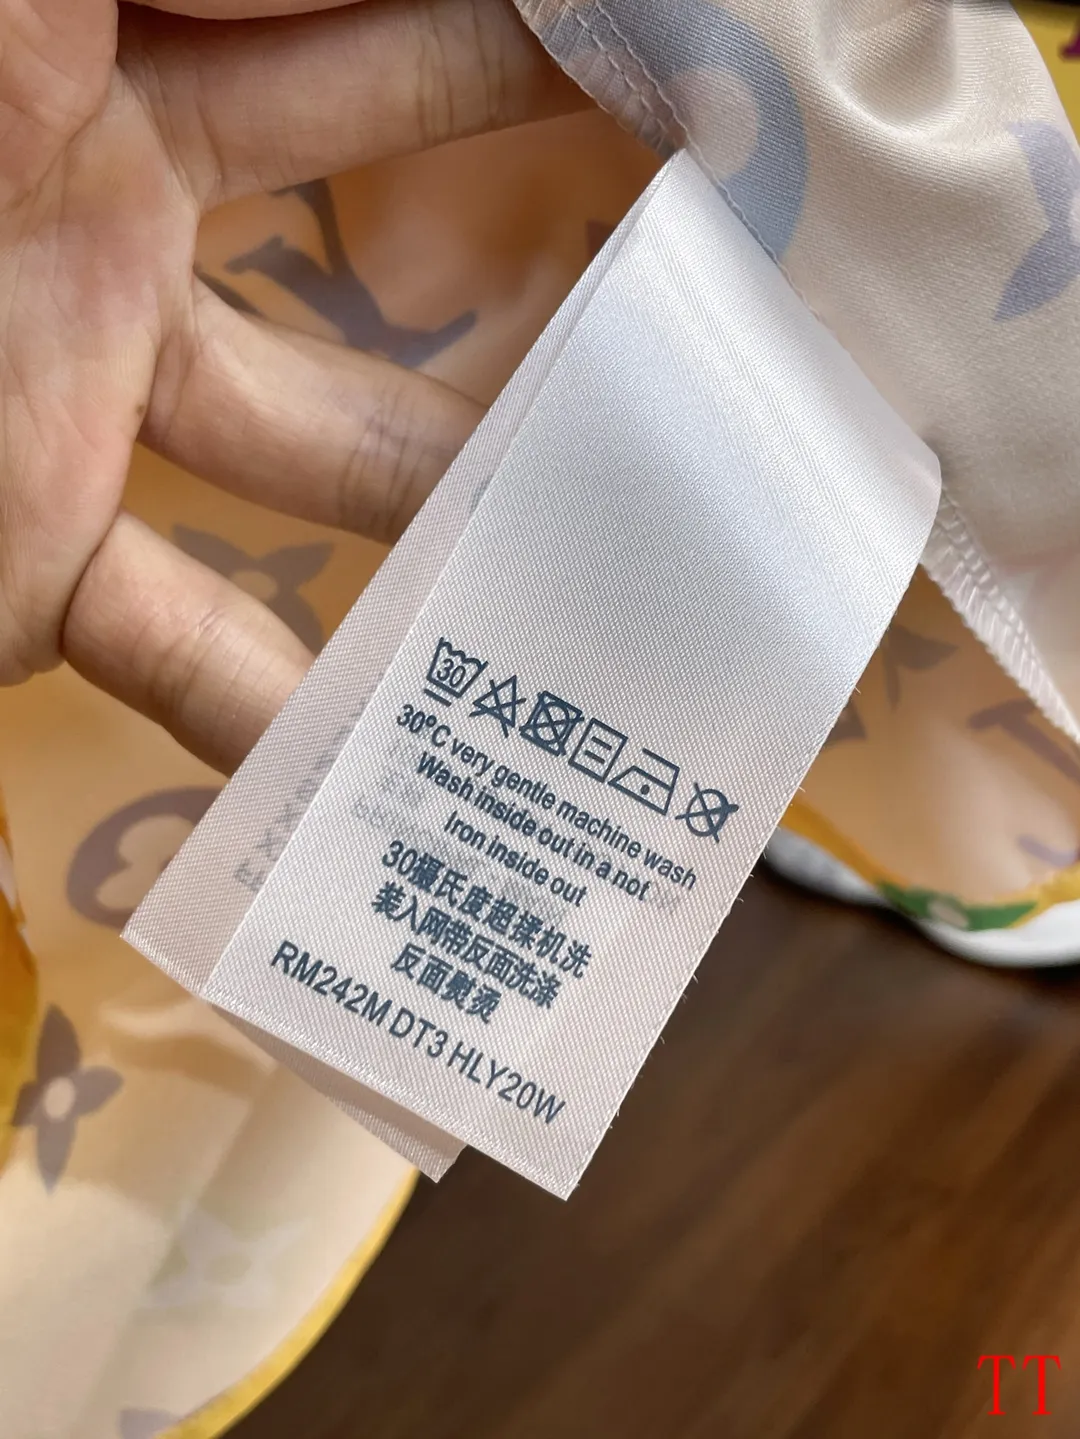 30
30°C very gentle machine wash
Wash inside out in a not
Iron inside out
30摄氏度超揉机洗
装入网带反面洗涤
反面熨烫
RM242M DT3 HLY20W
TT